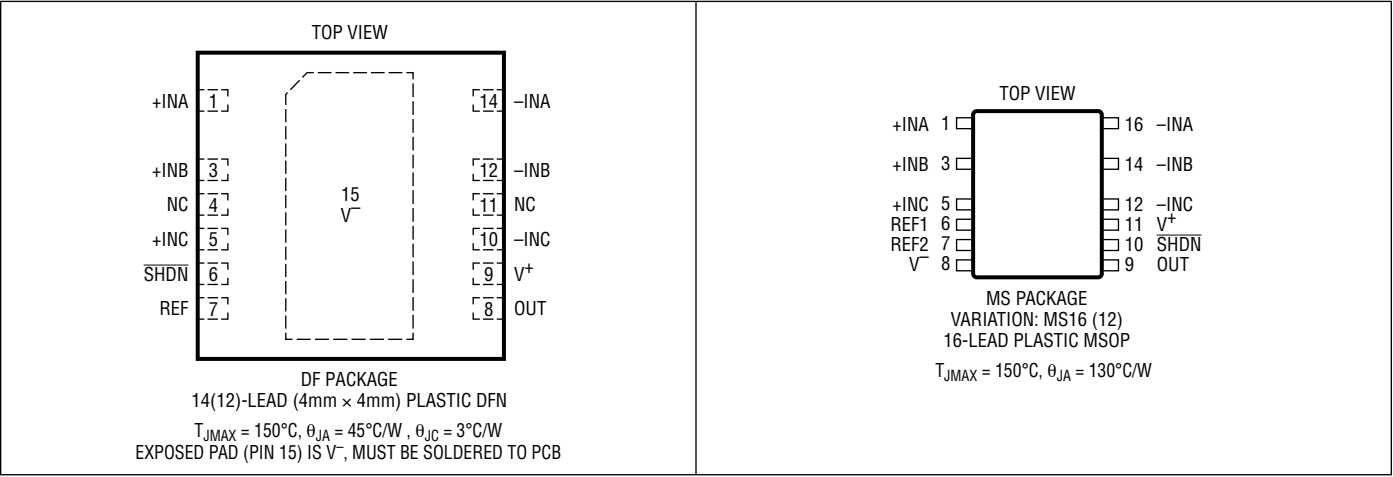 TOP VIEW
+INA 1 14 –INA
+INB 3 12 –INB
NC 4 11 NC
+INC 5 10 –INC
SHDN 6 9 V+
REF 7 8 OUT
15
V–
DF PACKAGE
14(12)-LEAD (4mm × 4mm) PLASTIC DFN
TJMAX = 150°C, θJA = 45°C/W , θJC = 3°C/W
EXPOSED PAD (PIN 15) IS V–, MUST BE SOLDERED TO PCB
TOP VIEW
+INA 1 16 –INA
+INB 3 14 –INB
+INC 5 12 –INC
REF1 6 11 V+
REF2 7 10 SHDN
V– 8 9 OUT
MS PACKAGE
VARIATION: MS16 (12)
16-LEAD PLASTIC MSOP
TJMAX = 150°C, θJA = 130°C/W